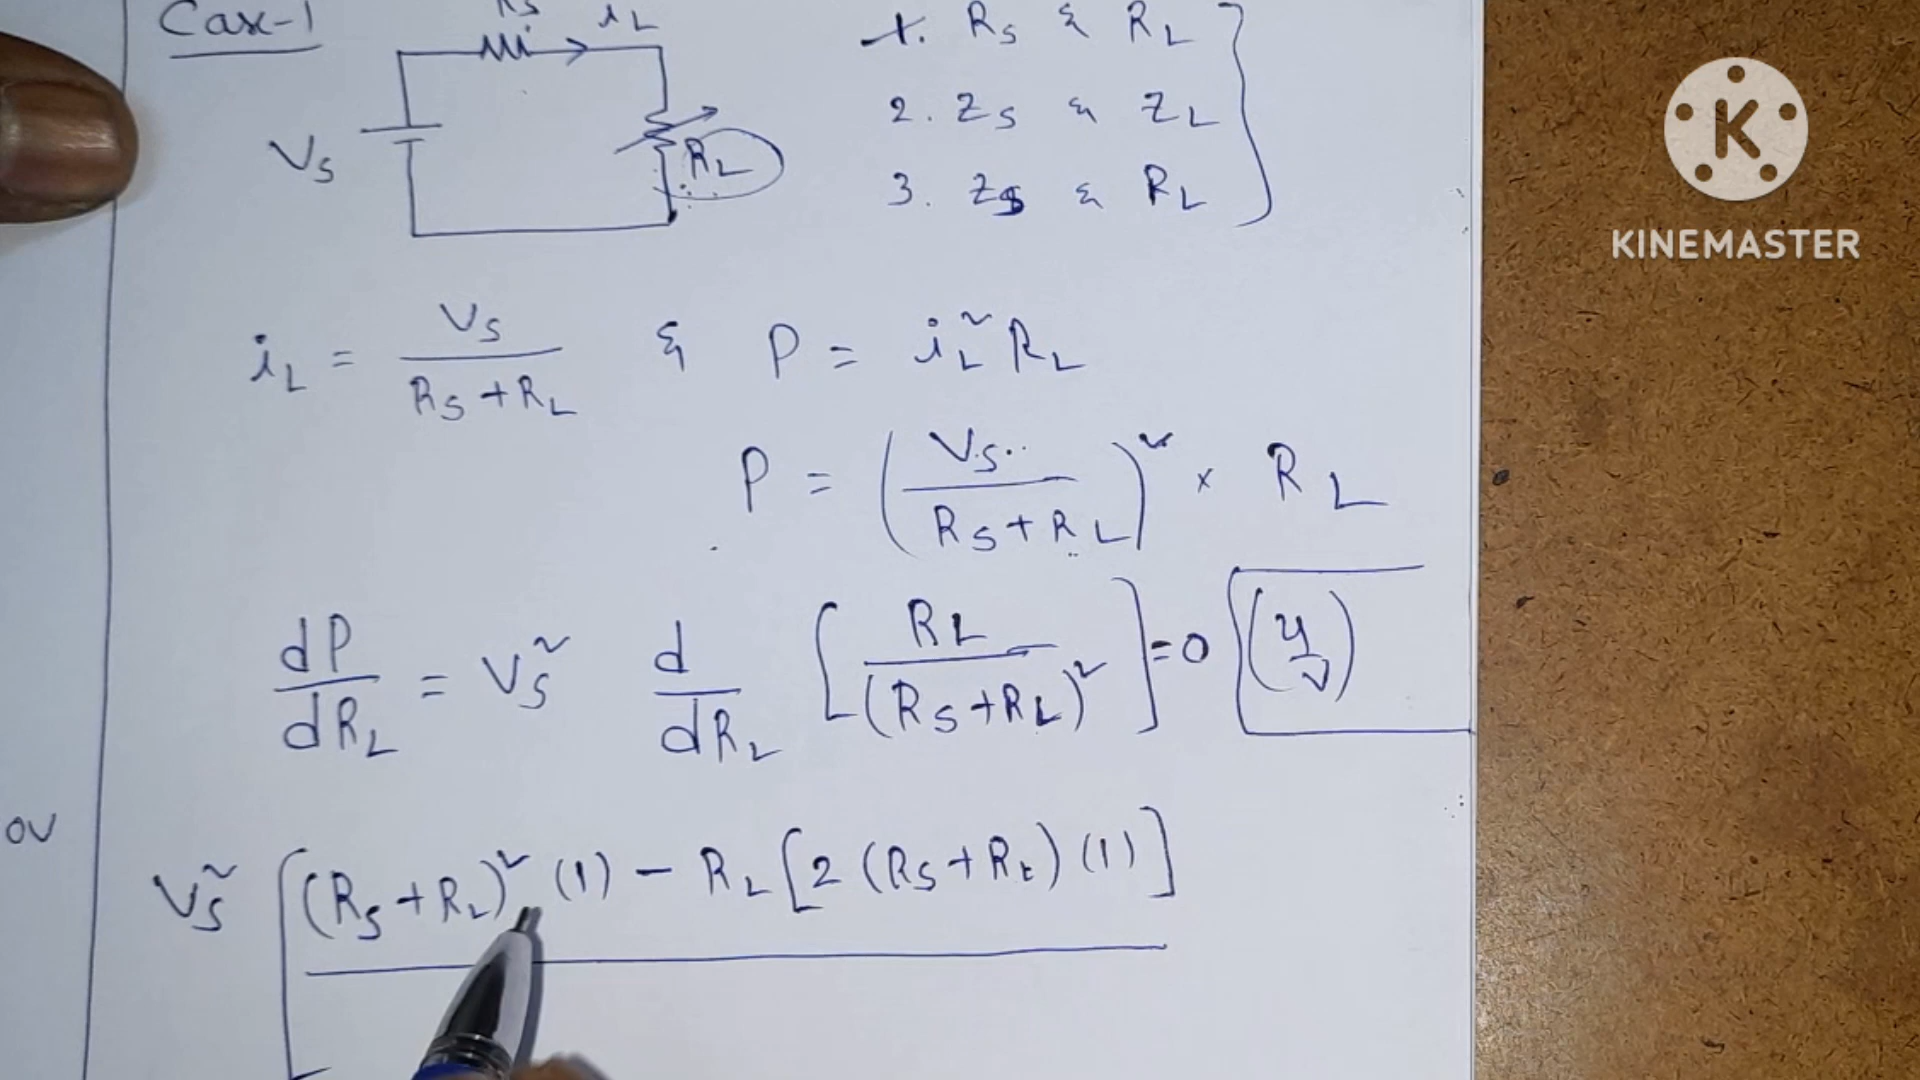 Case-1
Rs iL
Vs
RL
1. Rs & RL
2. Zs & ZL
3. Zs & RL
K
KINEMASTER
iL = Vs / (Rs + RL) & P = iL² RL
P = (Vs / (Rs + RL))² × RL
dP/dRL = Vs² d/dRL [RL / (Rs + RL)²] = 0 (u/v)
ov
Vs² [(Rs + RL)² (1) - RL [2 (Rs + RL) (1)]